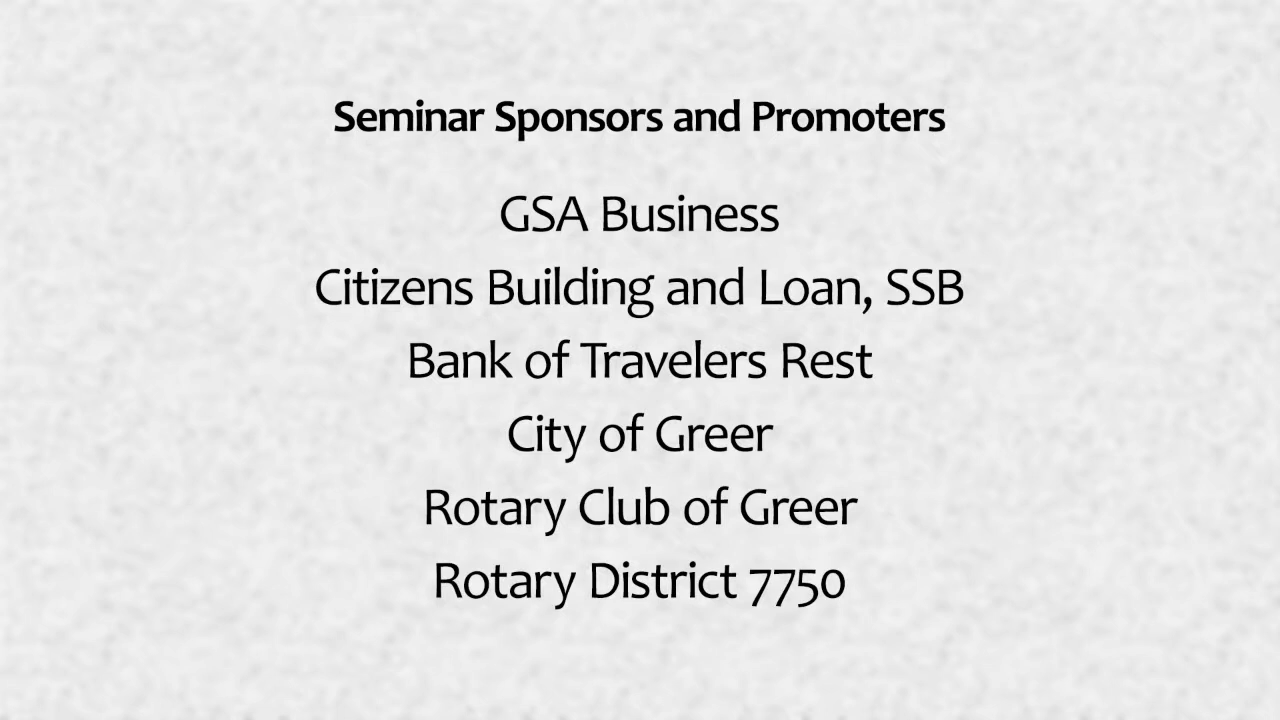 Seminar Sponsors and Promoters
GSA Business
Citizens Building and Loan, SSB
Bank of Travelers Rest
City of Greer
Rotary Club of Greer
Rotary District 7750